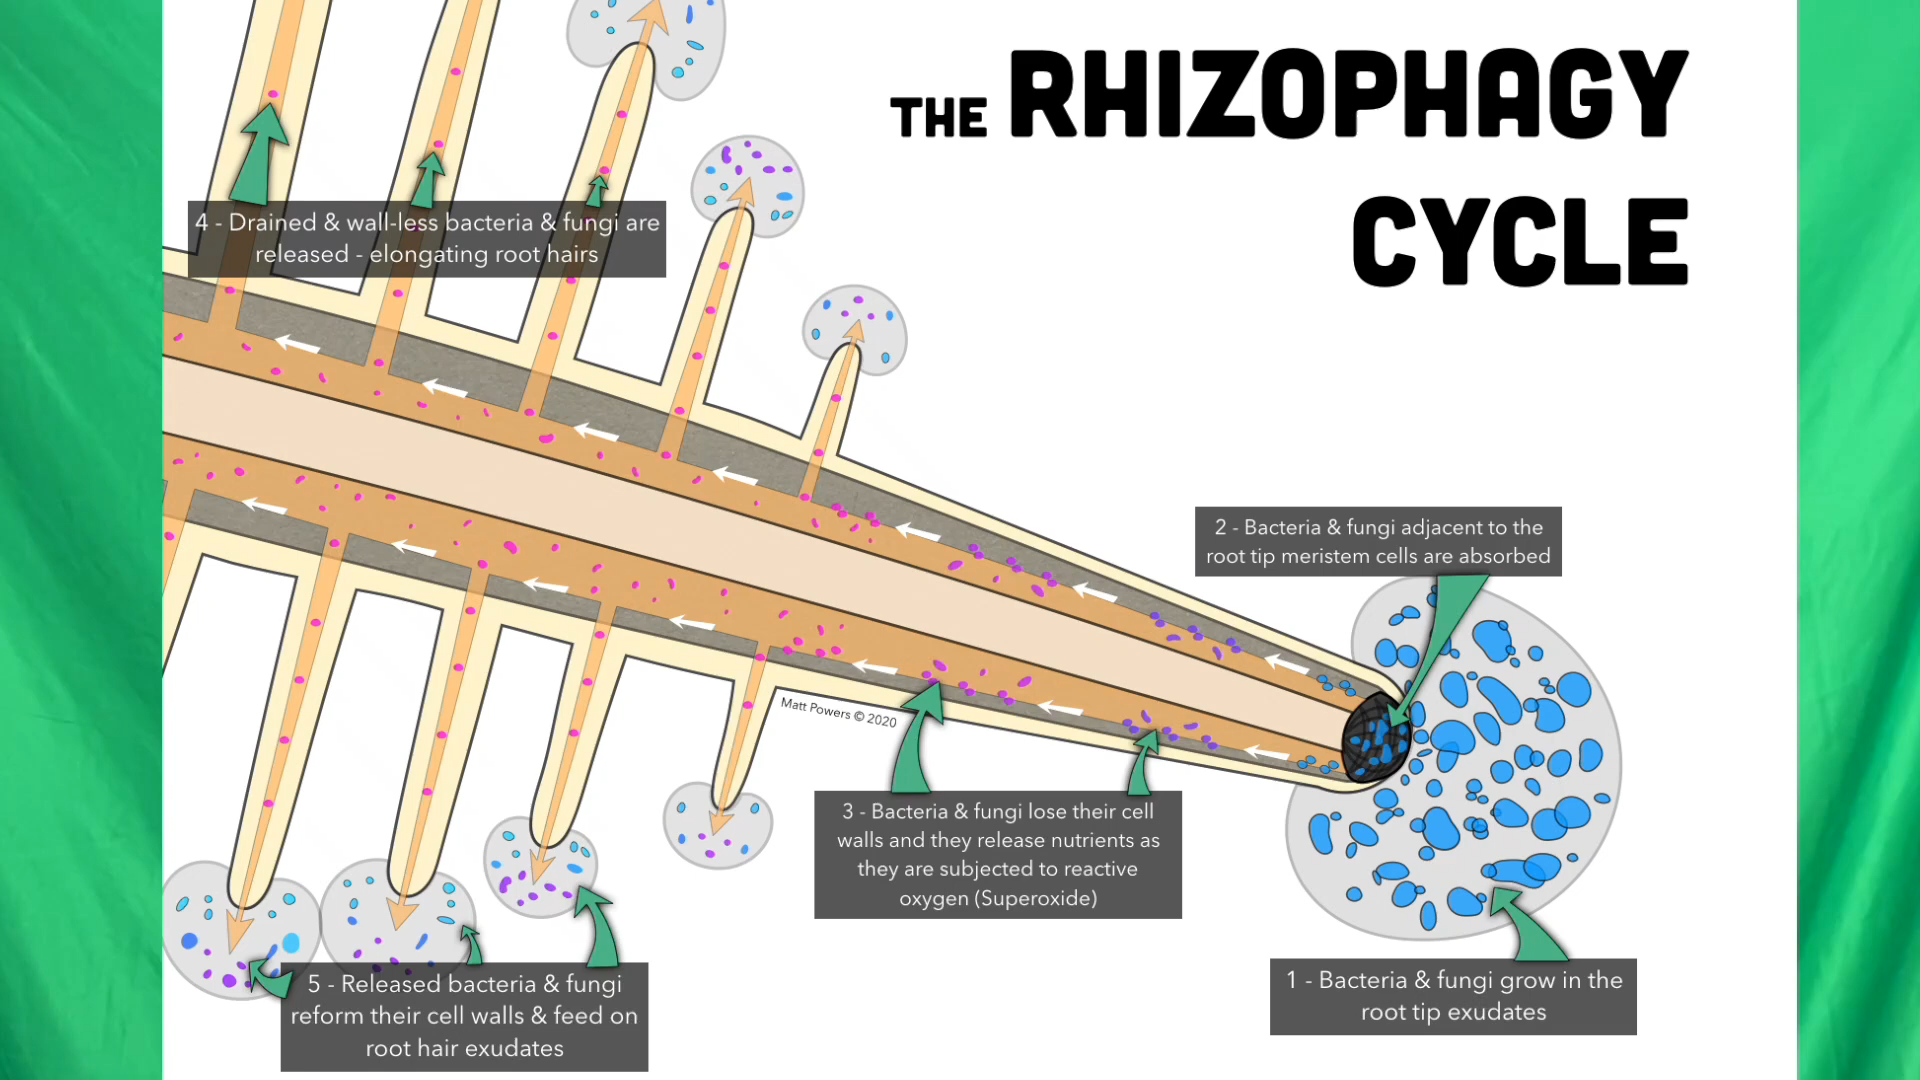 THE RHIZOPHAGY
CYCLE
4 - Drained & wall-less bacteria & fungi are
released - elongating root hairs
2 - Bacteria & fungi adjacent to the
root tip meristem cells are absorbed
Matt Powers © 2020
3 - Bacteria & fungi lose their cell
walls and they release nutrients as
they are subjected to reactive
oxygen (Superoxide)
5 - Released bacteria & fungi
reform their cell walls & feed on
root hair exudates
1 - Bacteria & fungi grow in the
root tip exudates